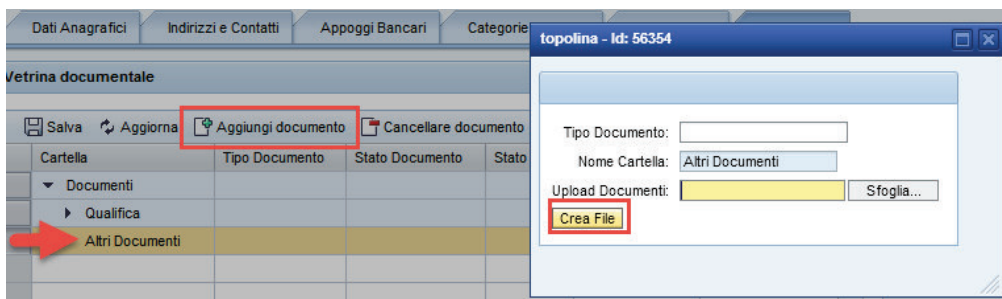 Dati Anagrafici Indirizzi e Contatti Appoggi Bancari Categorie
Vetrina documentale
Salva Aggiorna Aggiungi documento Cancellare documento
Cartella Tipo Documento Stato Documento Stato
Documenti
Qualifica
Altri Documenti
topolina - Id: 56354
Tipo Documento:
Nome Cartella: Altri Documenti
Upload Documenti: Sfoglia...
Crea File